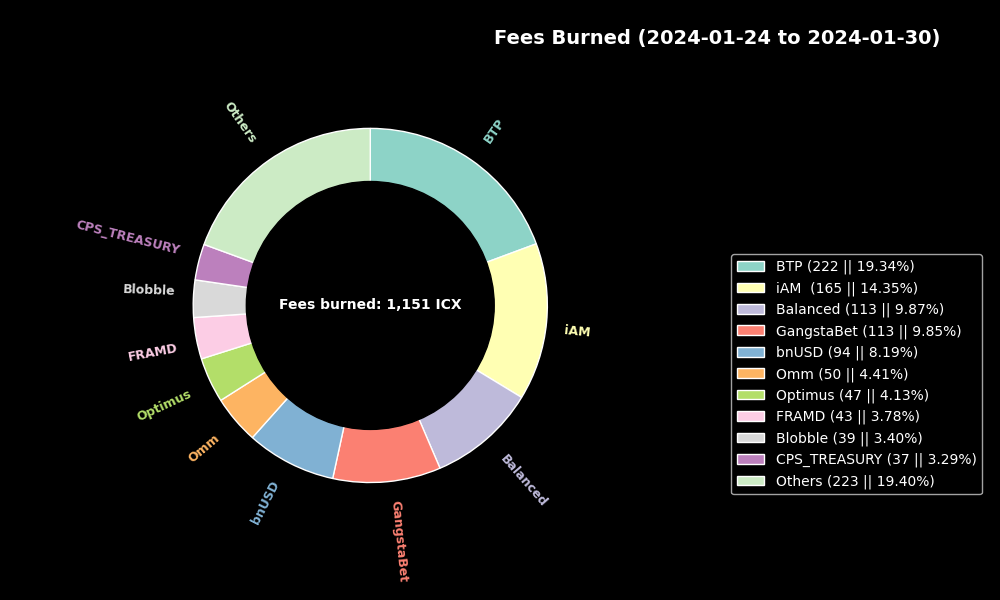 Fees Burned (2024-01-24 to 2024-01-30)
Others
BTP
CPS_TREASURY
Blobble
Fees burned: 1,151 ICX
iAM
FRAMD
Optimus
Omm
bnUSD
GangstaBet
Balanced
BTP (222 || 19.34%)
iAM  (165 || 14.35%)
Balanced (113 || 9.87%)
GangstaBet (113 || 9.85%)
bnUSD (94 || 8.19%)
Omm (50 || 4.41%)
Optimus (47 || 4.13%)
FRAMD (43 || 3.78%)
Blobble (39 || 3.40%)
CPS_TREASURY (37 || 3.29%)
Others (223 || 19.40%)